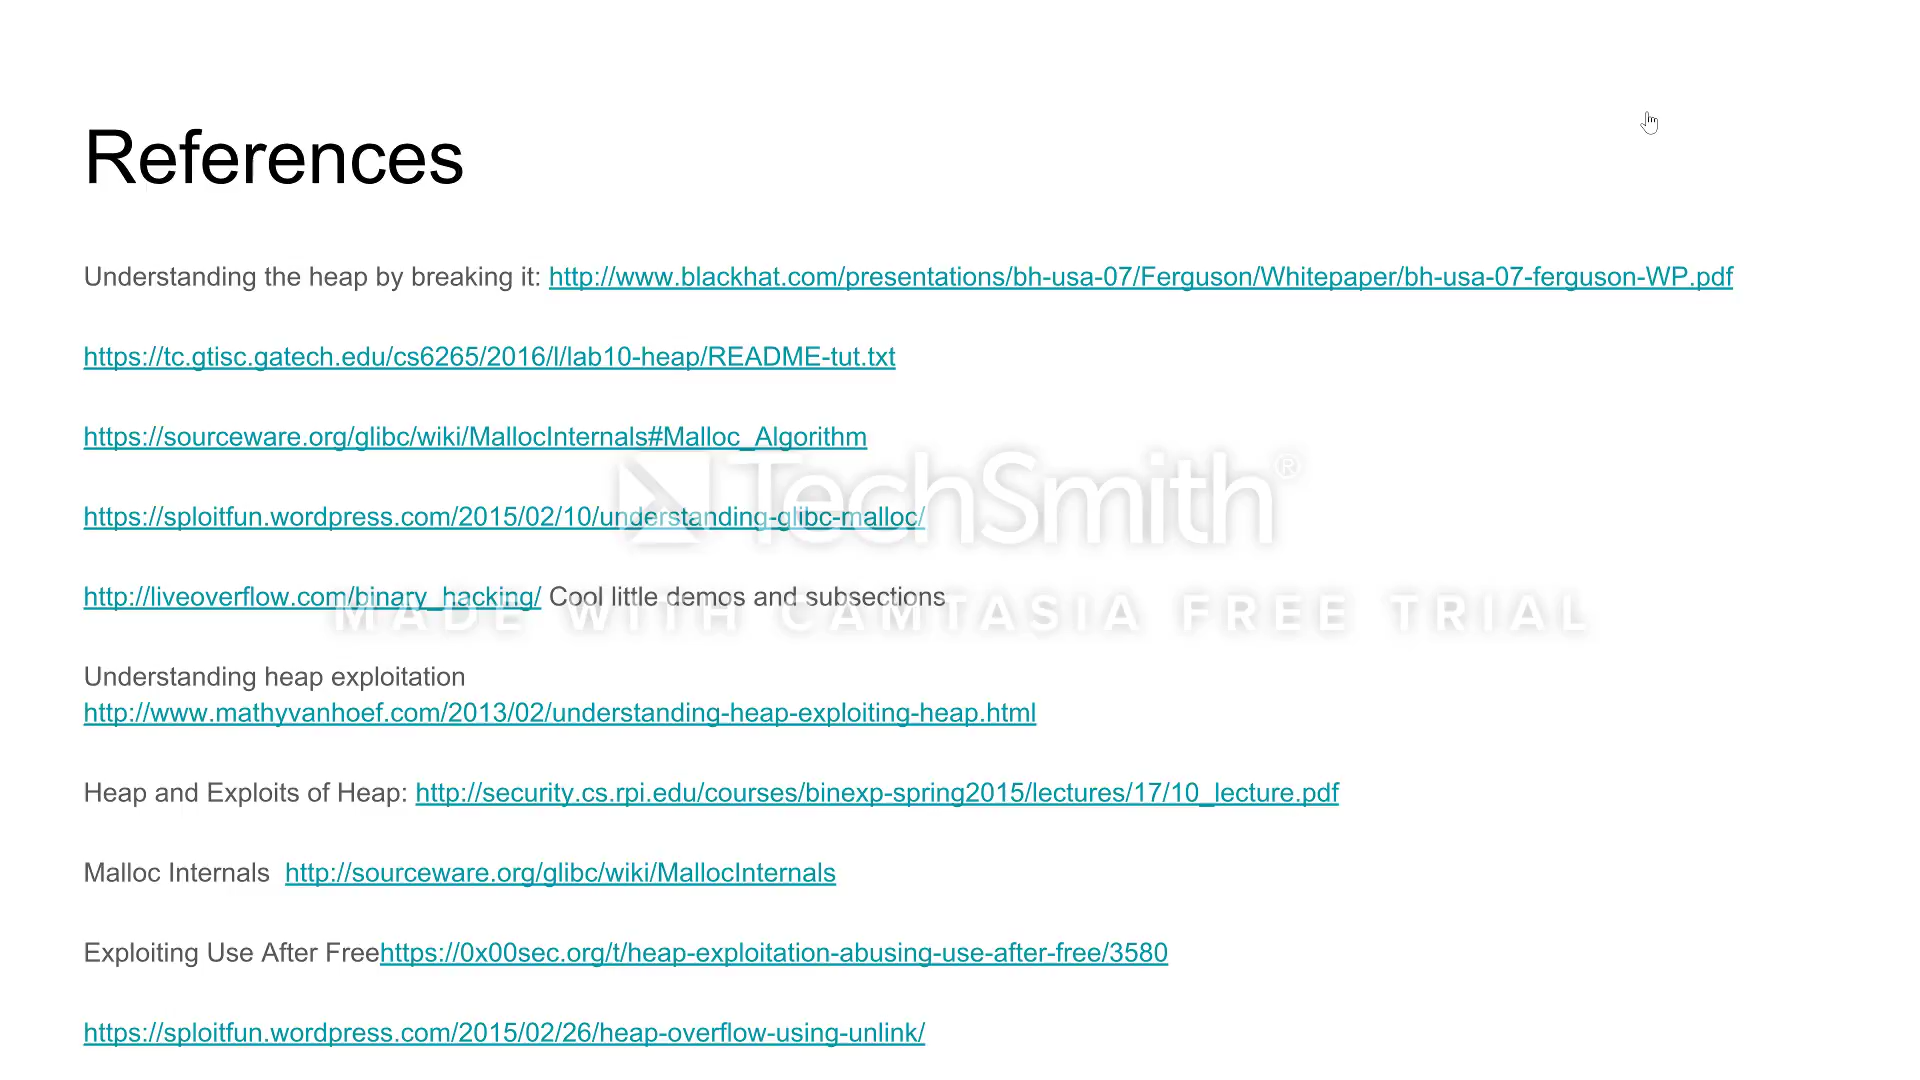 References
Understanding the heap by breaking it: http://www.blackhat.com/presentations/bh-usa-07/Ferguson/Whitepaper/bh-usa-07-ferguson-WP.pdf
https://tc.gtisc.gatech.edu/cs6265/2016/l/lab10-heap/README-tut.txt
https://sourceware.org/glibc/wiki/MallocInternals#Malloc_Algorithm
TechSmith®
https://sploitfun.wordpress.com/2015/02/10/understanding-glibc-malloc/
http://liveoverflow.com/binary_hacking/ Cool little demos and subsections
MADE WITH CAMTASIA FREE TRIAL
Understanding heap exploitation
http://www.mathyvanhoef.com/2013/02/understanding-heap-exploiting-heap.html
Heap and Exploits of Heap: http://security.cs.rpi.edu/courses/binexp-spring2015/lectures/17/10_lecture.pdf
Malloc Internals  http://sourceware.org/glibc/wiki/MallocInternals
Exploiting Use After Freehttps://0x00sec.org/t/heap-exploitation-abusing-use-after-free/3580
https://sploitfun.wordpress.com/2015/02/26/heap-overflow-using-unlink/